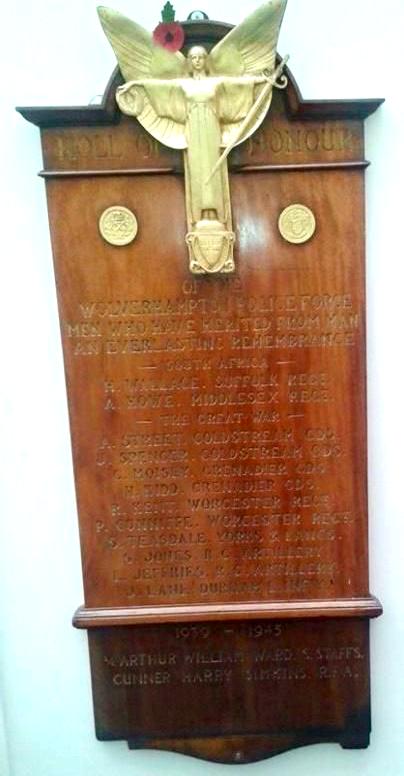 ROLL OF HONOUR
OF THE
WOLVERHAMPTON POLICE FORCE
MEN WHO HAVE MERITED FROM MAN
AN EVERLASTING REMEMBRANCE
— SOUTH AFRICA —
H. WALLACE. SUFFOLK REGT.
A. HOWE. MIDDLESEX REGT.
— THE GREAT WAR —
A. STREET. COLDSTREAM GDS.
J. SPENCER. COLDSTREAM GDS.
C. MOISEY. GRENADIER GDS.
H. KIDD. GRENADIER GDS.
R. KENT. WORCESTER REGT.
P. CUNNIFFE. WORCESTER REGT.
S. TEASDALE. YORKS & LANCS.
S. JONES. R. G. ARTILLERY
L. JEFFRIES. R. G. ARTILLERY
J. LANE. DURHAM L.
1939 – 1945
ARTHUR WILLIAM WARD. S. STAFFS.
GUNNER HARRY SIMKINS. R.F.A.